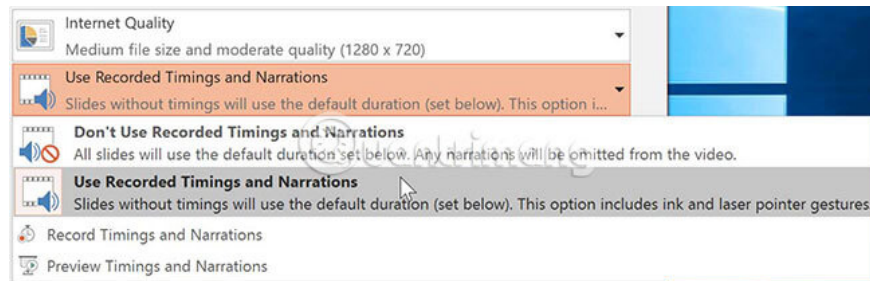 Internet Quality
Medium file size and moderate quality (1280 x 720)
Use Recorded Timings and Narrations
Slides without timings will use the default duration (set below). This option i...
Don't Use Recorded Timings and Narrations
All slides will use the default duration set below. Any narrations will be omitted from the video.
Quantrimang
Use Recorded Timings and Narrations
Slides without timings will use the default duration (set below). This option includes ink and laser pointer gestures
Record Timings and Narrations
Preview Timings and Narrations